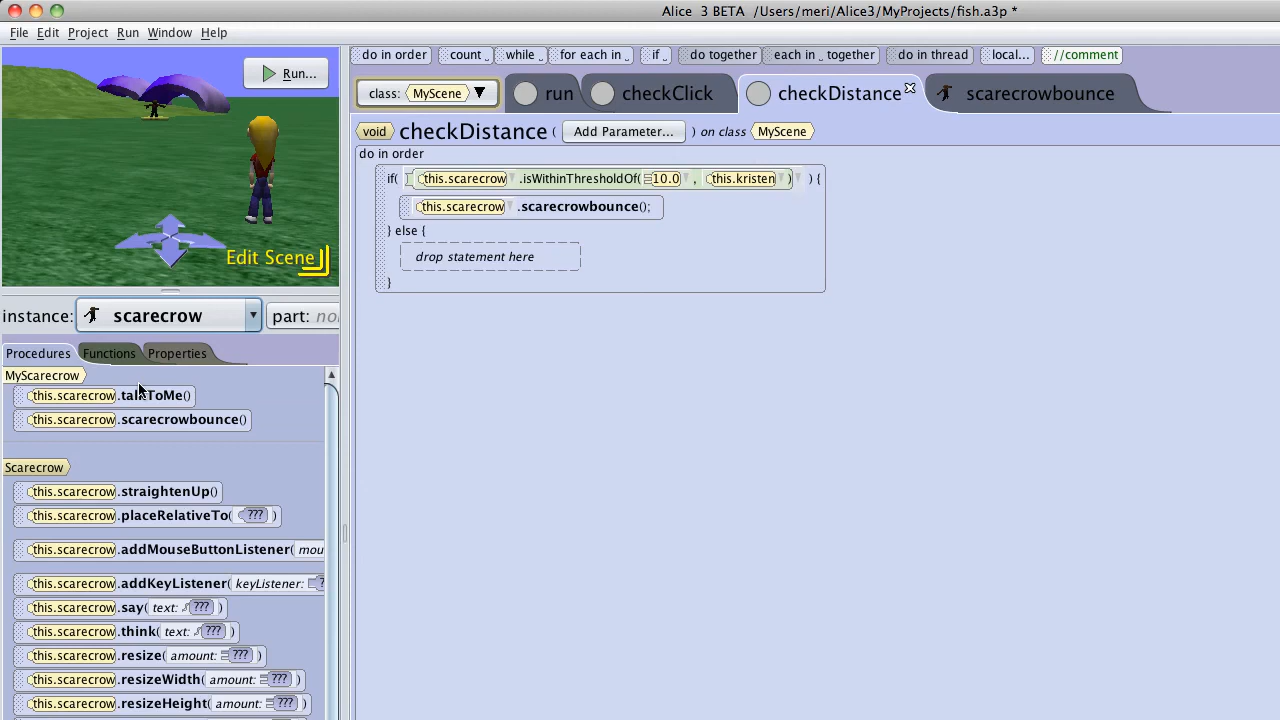 Alice 3 BETA /Users/meri/Alice3/MyProjects/fish.a3p *
File Edit Project Run Window Help
do in order count while for each in if do together each in together do in thread local... //comment
Run...
class: MyScene run checkClick checkDistance scarecrowbounce
void checkDistance ( Add Parameter... ) on class MyScene
do in order
if( this.scarecrow .isWithinThresholdOf( 10.0 , this.kristen ) ) {
this.scarecrow .scarecrowbounce();
} else {
drop statement here
}
Edit Scene
instance: scarecrow part:
Procedures Functions Properties
MyScarecrow
this.scarecrow .talkToMe()
this.scarecrow .scarecrowbounce()
Scarecrow
this.scarecrow .straightenUp()
this.scarecrow .placeRelativeTo( ??? )
this.scarecrow .addMouseButtonListener( mou
this.scarecrow .addKeyListener( keyListener: ?
this.scarecrow .say( text: ??? )
this.scarecrow .think( text: ??? )
this.scarecrow .resize( amount: ??? )
this.scarecrow .resizeWidth( amount: ??? )
this.scarecrow .resizeHeight( amount: ??? )